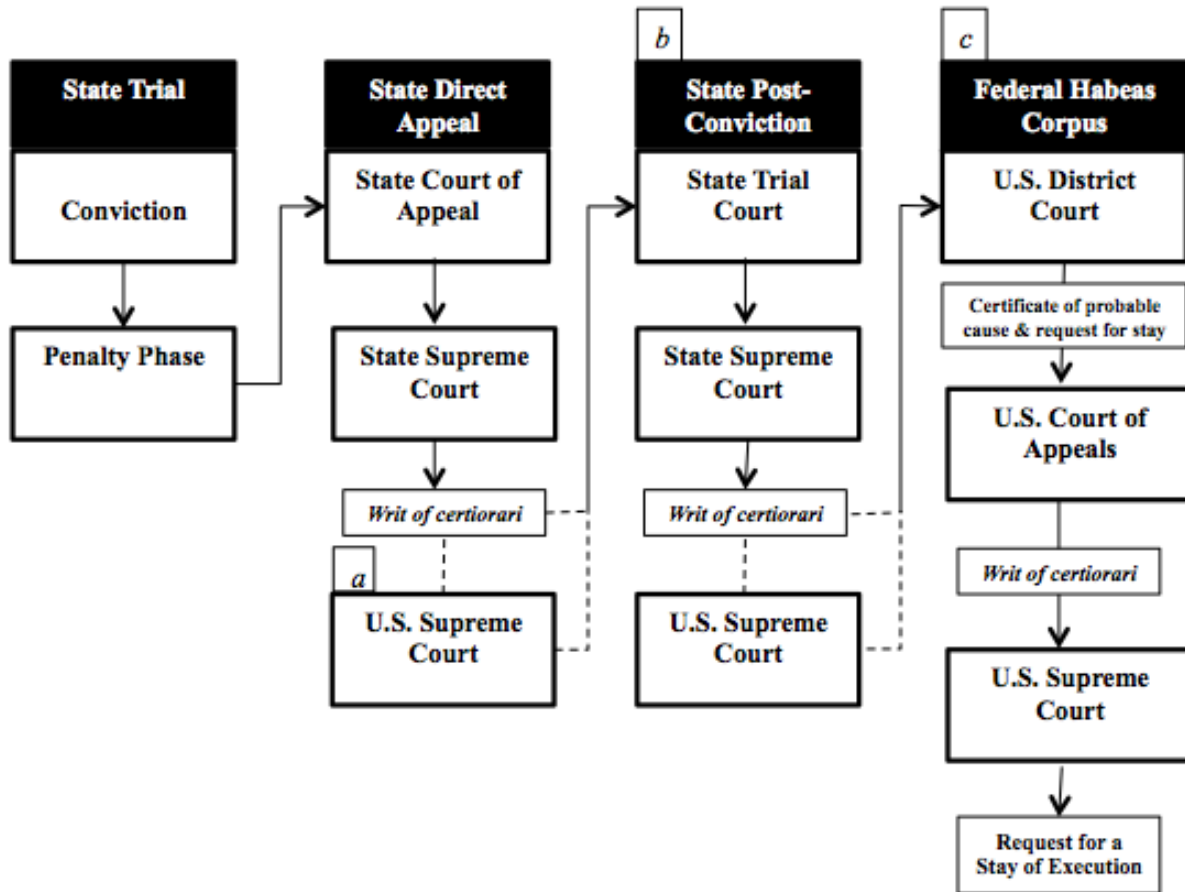 State Trial
Conviction
Penalty Phase
State Direct
Appeal
State Court of
Appeal
State Supreme
Court
Writ of certiorari
a
U.S. Supreme
Court
b
State Post-
Conviction
State Trial
Court
State Supreme
Court
Writ of certiorari
U.S. Supreme
Court
c
Federal Habeas
Corpus
U.S. District
Court
Certificate of probable
cause & request for stay
U.S. Court of
Appeals
Writ of certiorari
U.S. Supreme
Court
Request for a
Stay of Execution